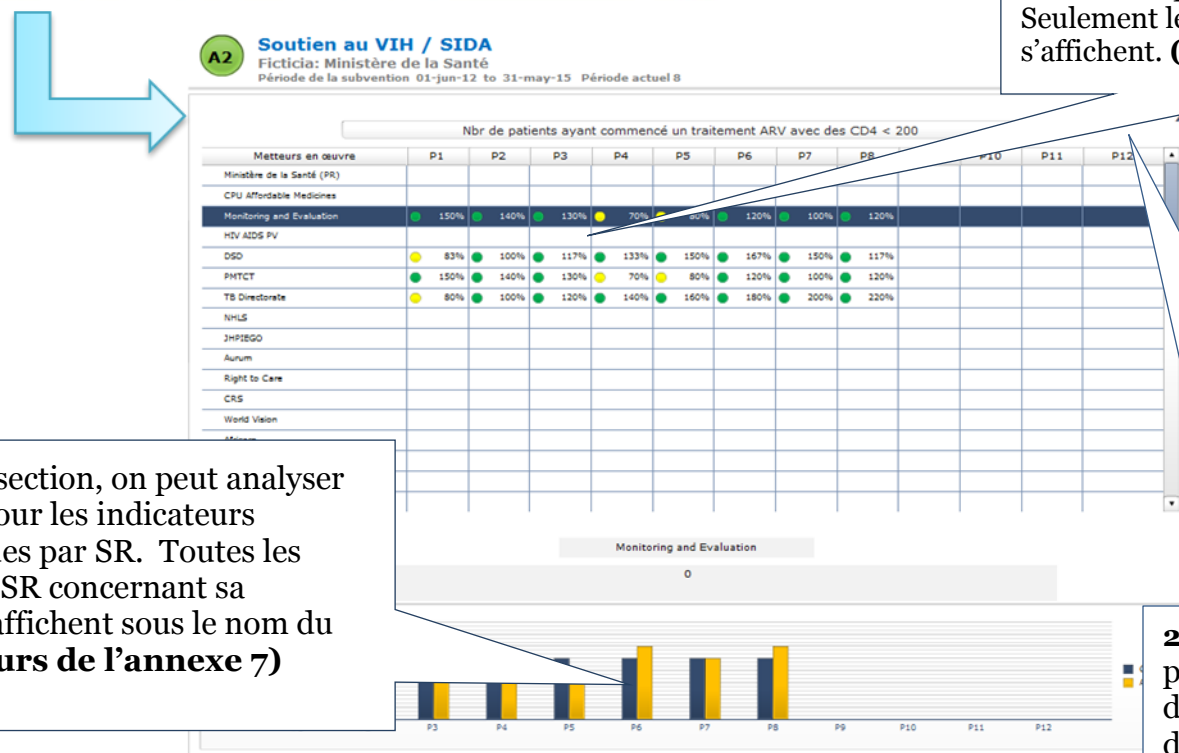 Seulement le
s'affichent. (
A2
Soutien au VIH / SIDA
Ficticia: Ministère de la Santé
Période de la subvention 01-jun-12 to 31-may-15 Période actuel 8
Nbr de patients ayant commencé un traitement ARV avec des CD4 < 200
Metteurs en œuvre P1 P2 P3 P4 P5 P6 P7 P8 P10 P11 P12
Ministère de la Santé (PR)
CPU Affordable Medicines
Monitoring and Evaluation 150% 140% 130% 70% 80% 120% 100% 120%
HIV AIDS PV
DSD 83% 100% 117% 133% 150% 167% 150% 117%
PMTCT 150% 140% 130% 70% 80% 120% 100% 120%
TB Directorate 80% 100% 120% 140% 160% 180% 200% 220%
NHLS
JHPIEGO
Aurum
Right to Care
CRS
World Vision
section, on peut analyser
our les indicateurs
es par SR. Toutes les
SR concernant sa
affichent sous le nom du
urs de l'annexe 7)
Monitoring and Evaluation
0
2
p
d
d
P3 P4 P5 P6 P7 P8 P9 P10 P11 P12